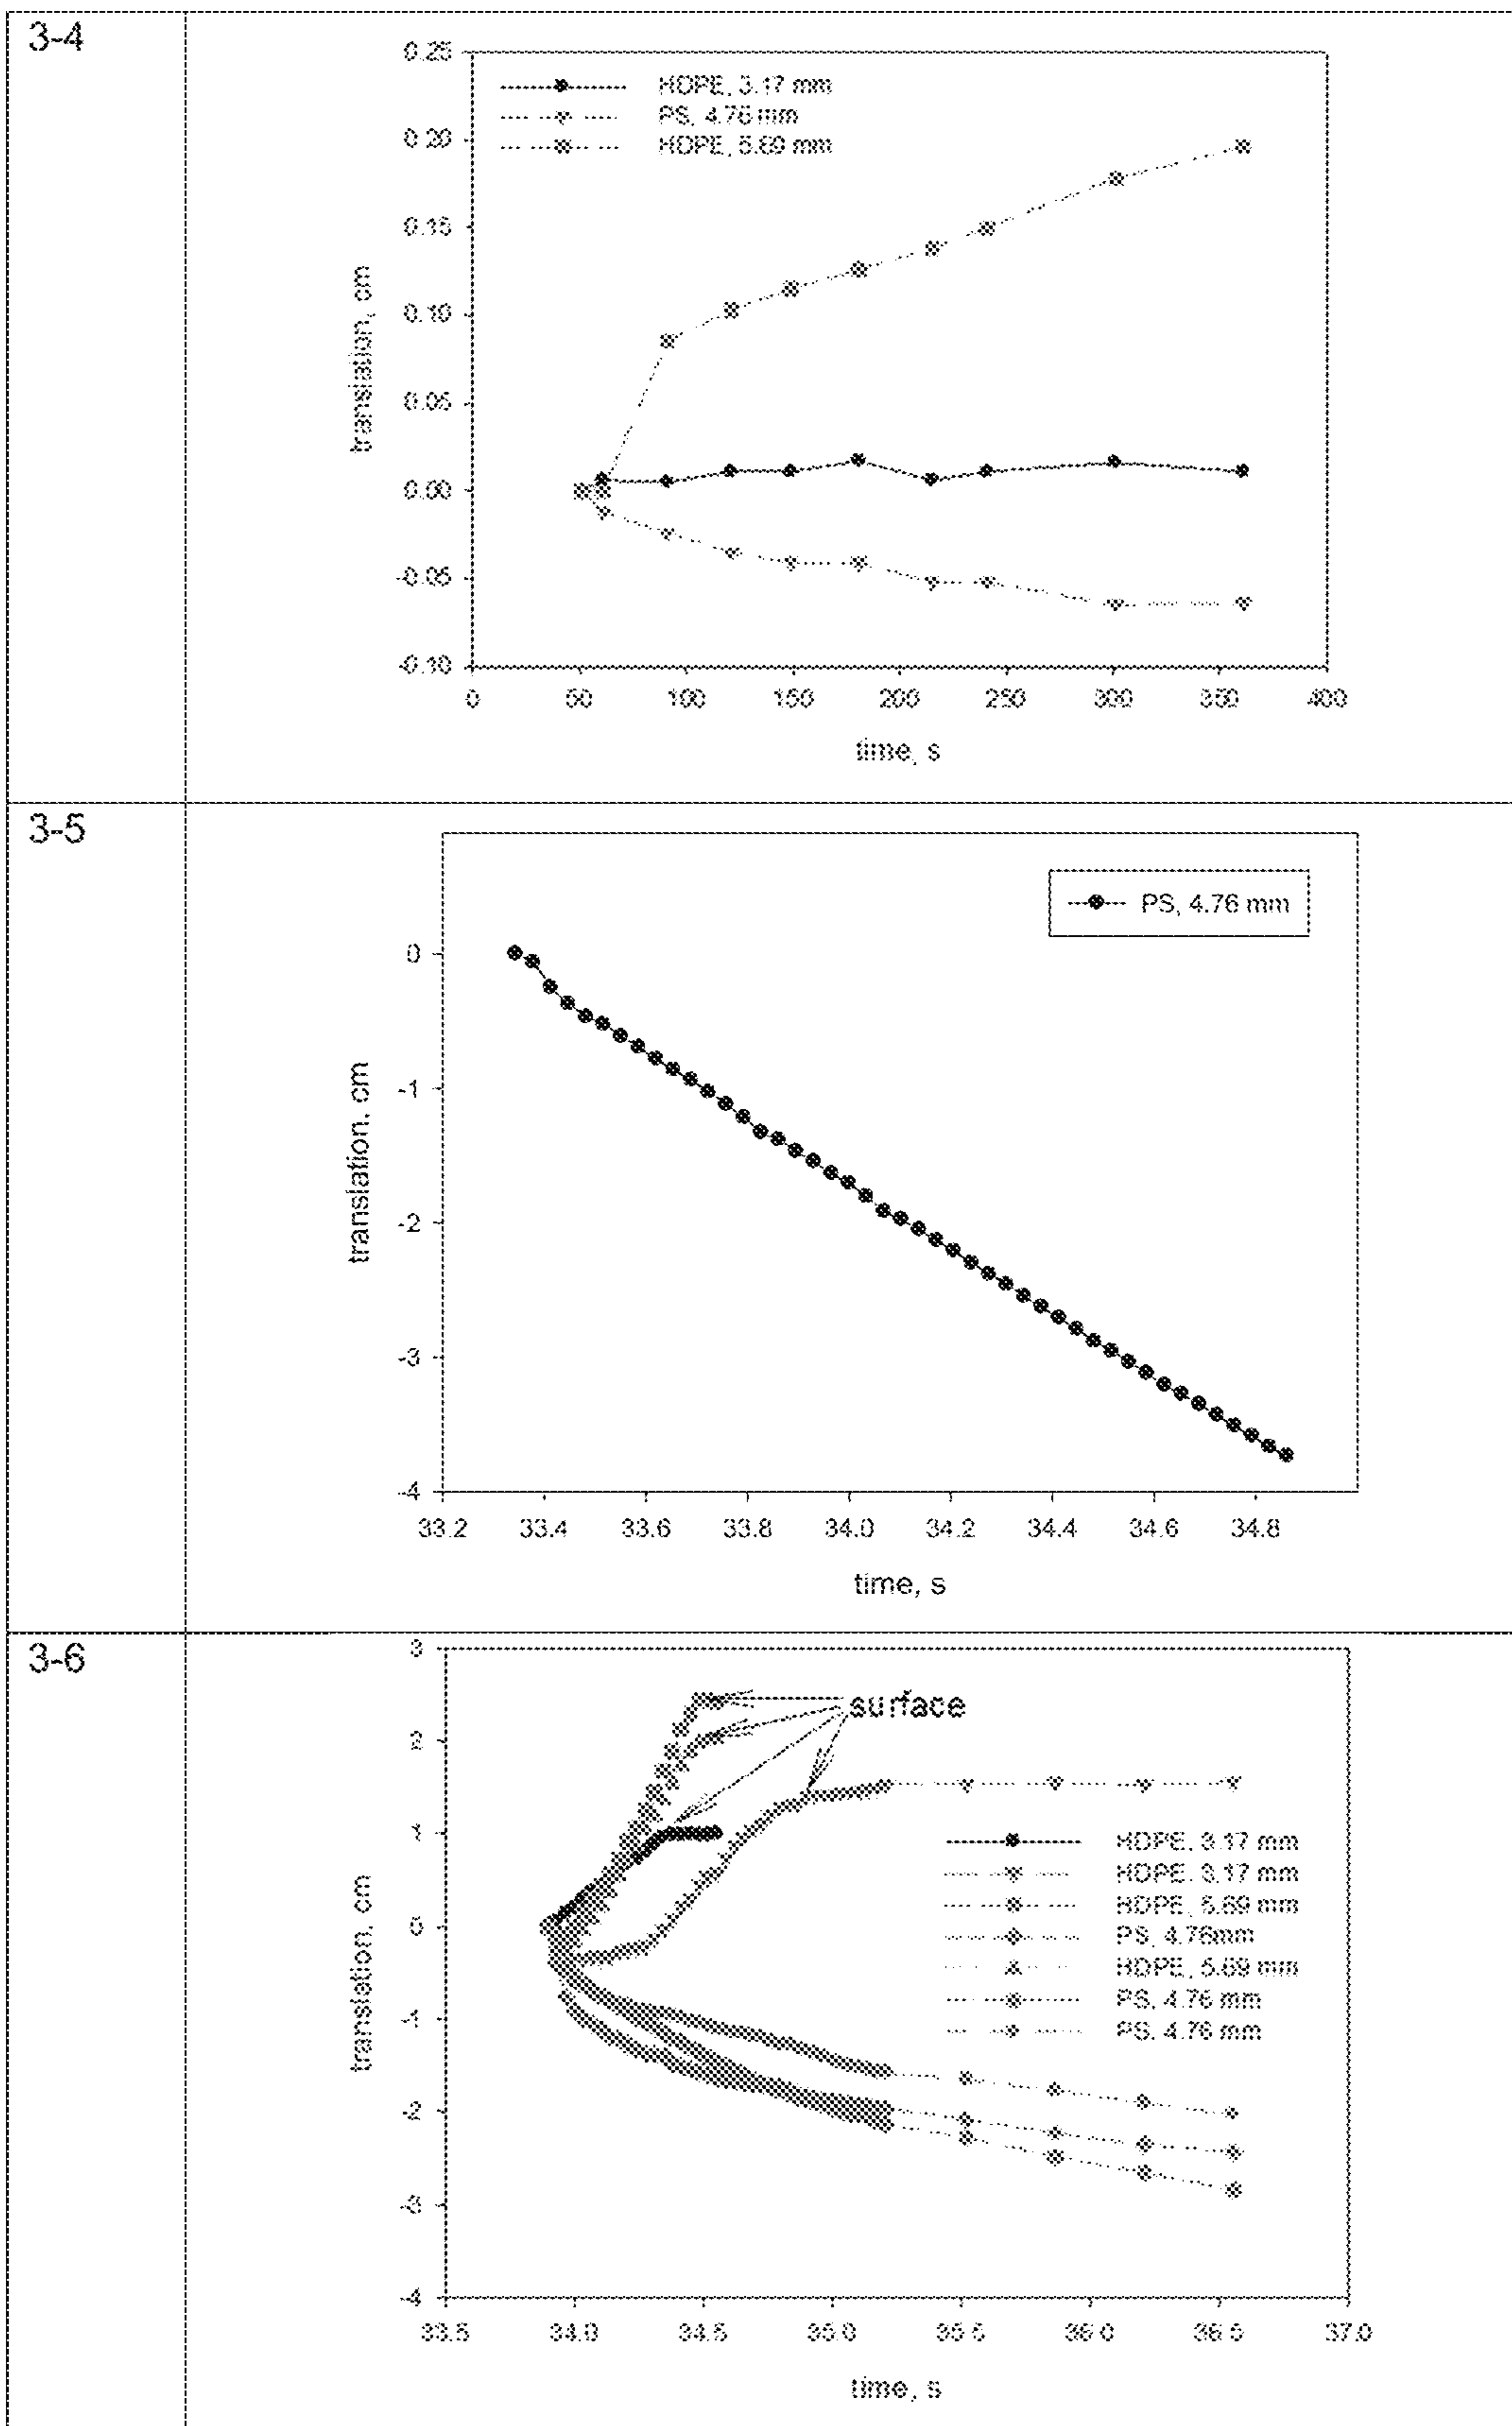 3-4
0.25
HDPE, 3.17 mm
PS, 4.76 mm
HDPE, 5.69 mm
0.20
0.15
0.10
0.05
0.00
-0.05
-0.10
translation, cm
0 50 100 150 200 250 300 350 400
time, s
3-5
PS, 4.76 mm
0
-1
-2
-3
-4
translation, cm
33.2 33.4 33.6 33.8 34.0 34.2 34.4 34.6 34.8
time, s
3-6
3
surface
2
1
HDPE, 3.17 mm
HDPE, 3.17 mm
HDPE, 5.69 mm
PS, 4.76mm
HDPE, 5.69 mm
PS, 4.76 mm
PS, 4.76 mm
0
-1
-2
-3
-4
translation, cm
33.5 34.0 34.5 35.0 35.5 36.0 36.5 37.0
time, s